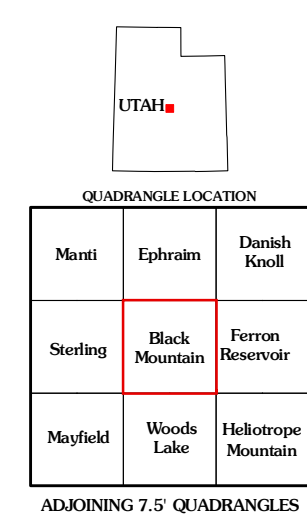 UTAH
QUADRANGLE LOCATION
Manti
Ephraim
Danish
Knoll
Sterling
Black
Mountain
Ferron
Reservoir
Mayfield
Woods
Lake
Heliotrope
Mountain
ADJOINING 7.5' QUADRANGLES